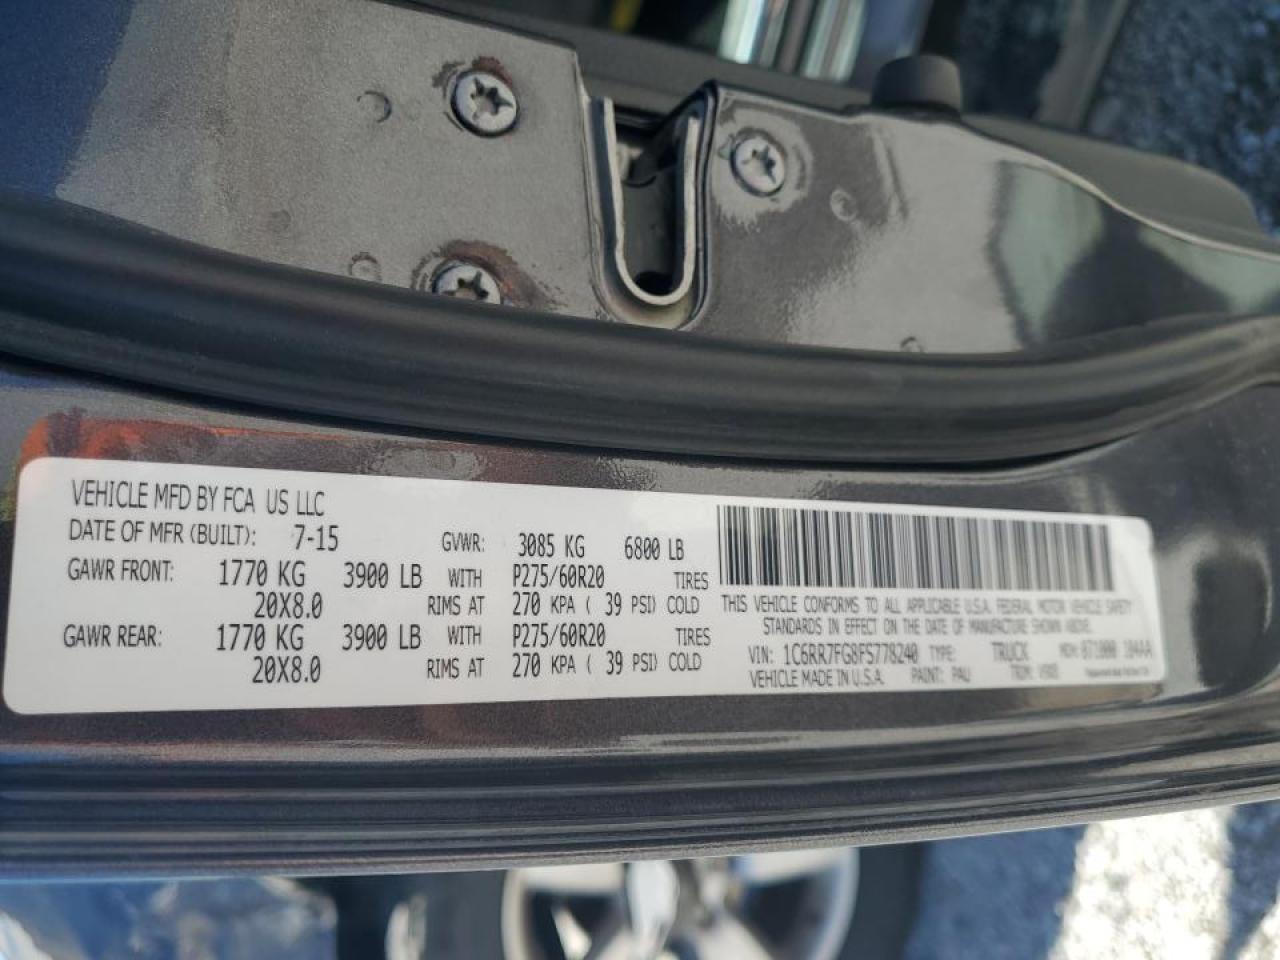 VEHICLE MFD BY FCA US LLC
DATE OF MFR (BUILT): 7-15 GVWR: 3085 KG 6800 LB
GAWR FRONT: 1770 KG 3900 LB WITH P275/60R20 TIRES
20X8.0 RIMS AT 270 KPA ( 39 PSI) COLD
GAWR REAR: 1770 KG 3900 LB WITH P275/60R20 TIRES
20X8.0 RIMS AT 270 KPA ( 39 PSI) COLD
THIS VEHICLE CONFORMS TO ALL APPLICABLE U.S.A. FEDERAL MOTOR VEHICLE SAFETY
STANDARDS IN EFFECT ON THE DATE OF MANUFACTURE SHOWN ABOVE.
VIN: 1C6RR7FG8FS778240 TYPE: TRUCK MDH: 071000 104AA
VEHICLE MADE IN U.S.A. PAINT: PAU TRIM: